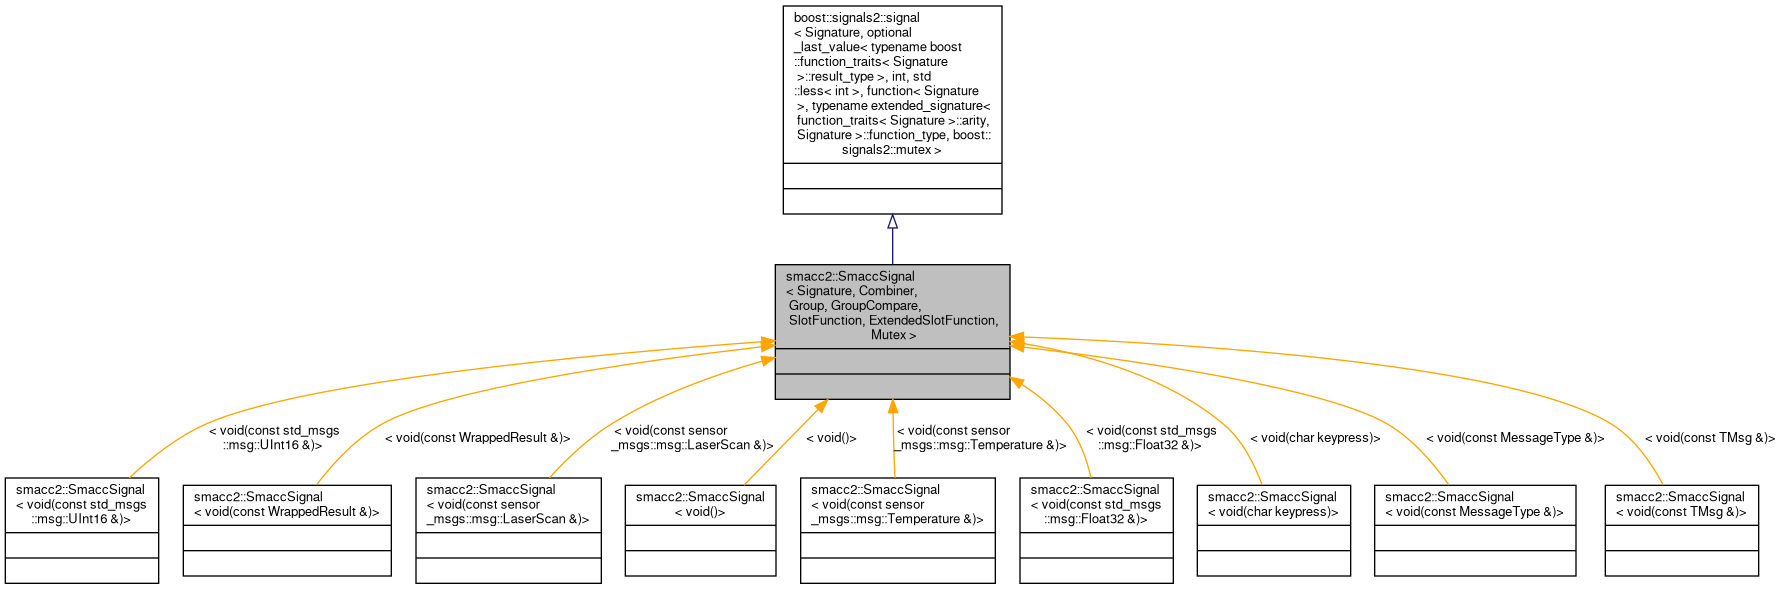 boost::signals2::signal
< Signature, optional
_last_value< typename boost
::function_traits< Signature
>::result_type >, int, std
::less< int >, function< Signature
>, typename extended_signature<
function_traits< Signature >::arity,
Signature >::function_type, boost::
signals2::mutex >
smacc2::SmaccSignal
< Signature, Combiner,
Group, GroupCompare,
SlotFunction, ExtendedSlotFunction,
Mutex >
< void(const std_msgs
::msg::UInt16 &)>
< void(const WrappedResult &)>
< void(const sensor
_msgs::msg::LaserScan &)>
< void()>
< void(const sensor
_msgs::msg::Temperature &)>
< void(const std_msgs
::msg::Float32 &)>
< void(char keypress)>
< void(const MessageType &)>
< void(const TMsg &)>
smacc2::SmaccSignal
< void(const std_msgs
::msg::UInt16 &)>
smacc2::SmaccSignal
< void(const WrappedResult &)>
smacc2::SmaccSignal
< void(const sensor
_msgs::msg::LaserScan &)>
smacc2::SmaccSignal
< void()>
smacc2::SmaccSignal
< void(const sensor
_msgs::msg::Temperature &)>
smacc2::SmaccSignal
< void(const std_msgs
::msg::Float32 &)>
smacc2::SmaccSignal
< void(char keypress)>
smacc2::SmaccSignal
< void(const MessageType &)>
smacc2::SmaccSignal
< void(const TMsg &)>